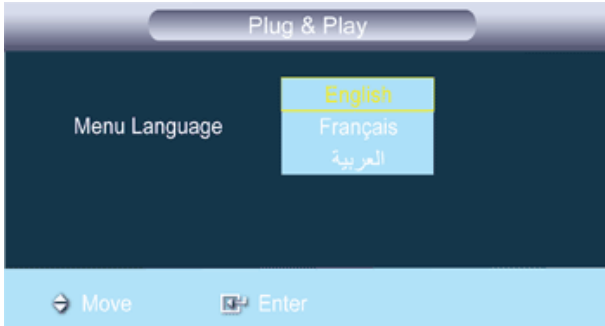 Plug & Play
Menu Language
English
Français
العربية
Move
Enter